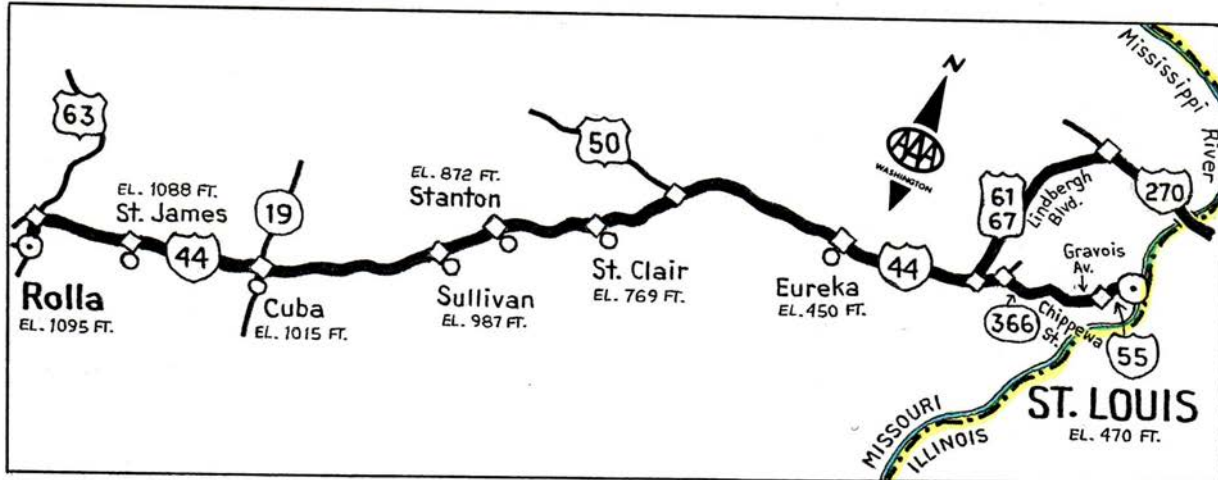 63
EL. 1088 FT.
St. James
44
Rolla
EL. 1095 FT.
19
Cuba
EL. 1015 FT.
EL. 872 FT.
Stanton
Sullivan
EL. 987 FT.
50
St. Clair
EL. 769 FT.
Eureka
EL. 450 FT.
44
N
AAA
WASHINGTON
61
67
Lindbergh
Blvd.
270
Mississippi
River
Gravois
Av.
366
Chippewa
St.
55
ST. LOUIS
EL. 470 FT.
MISSOURI
ILLINOIS